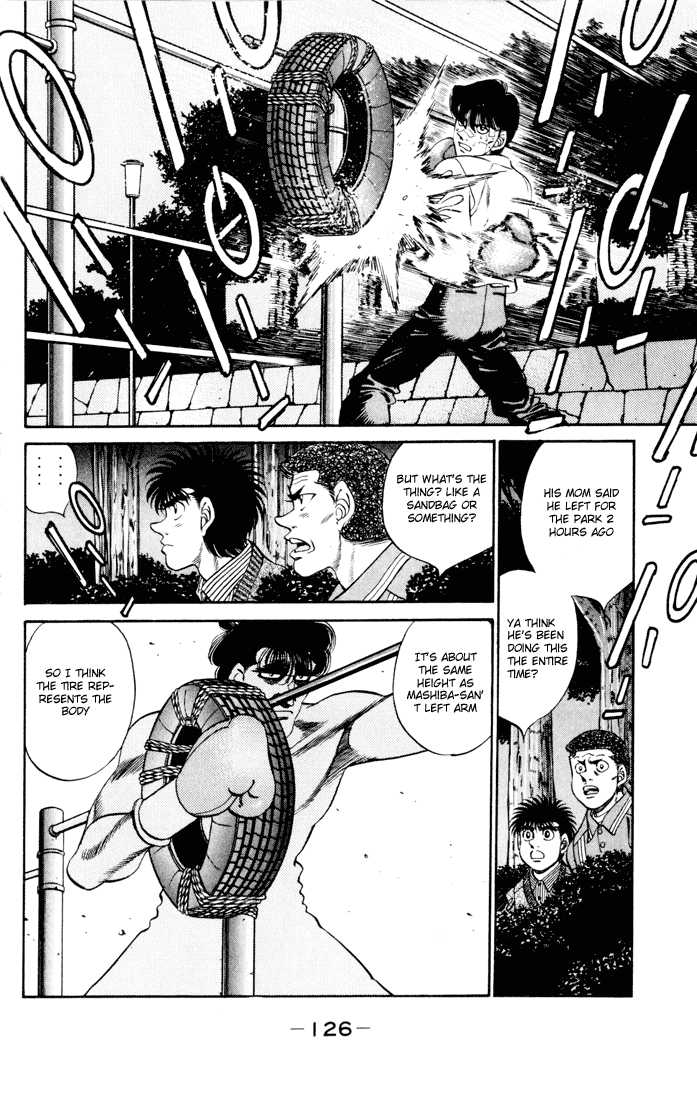 HIS MOM SAID
HE LEFT FOR
THE PARK 2
HOURS AGO
YA THINK
HE'S BEEN
DOING THIS
THE ENTIRE
TIME?
BUT WHAT'S THE
THING? LIKE A
SANDBAG OR
SOMETHING?
......
IT'S ABOUT
THE SAME
HEIGHT AS
MASHIBA-SAN'
T LEFT ARM
SO I THINK
THE TIRE REP-
RESENTS THE
BODY
-126-